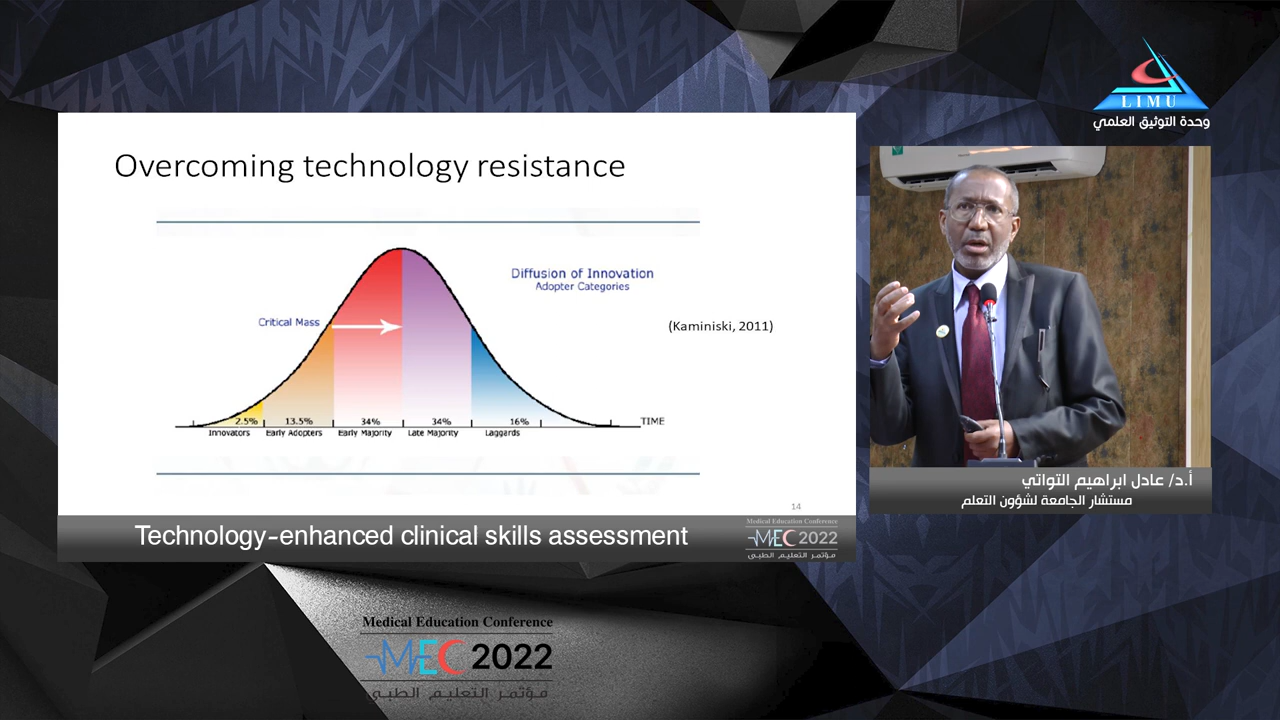 LIMU
وحدة التوثيق العلمي
Overcoming technology resistance
Diffusion of Innovation
Adopter Categories
Critical Mass
(Kaminiski, 2011)
2.5% 13.5% 34% 34% 16% TIME
Innovators Early Adopters Early Majority Late Majority Laggards
14
Technology-enhanced clinical skills assessment
Medical Education Conference
MEC 2022
مؤتمر التعليم الطبي
أ.د/ عادل ابراهيم التواتي
مستشار الجامعة لشؤون التعلم
Medical Education Conference
MEC 2022
مؤتمر التعليم الطبي